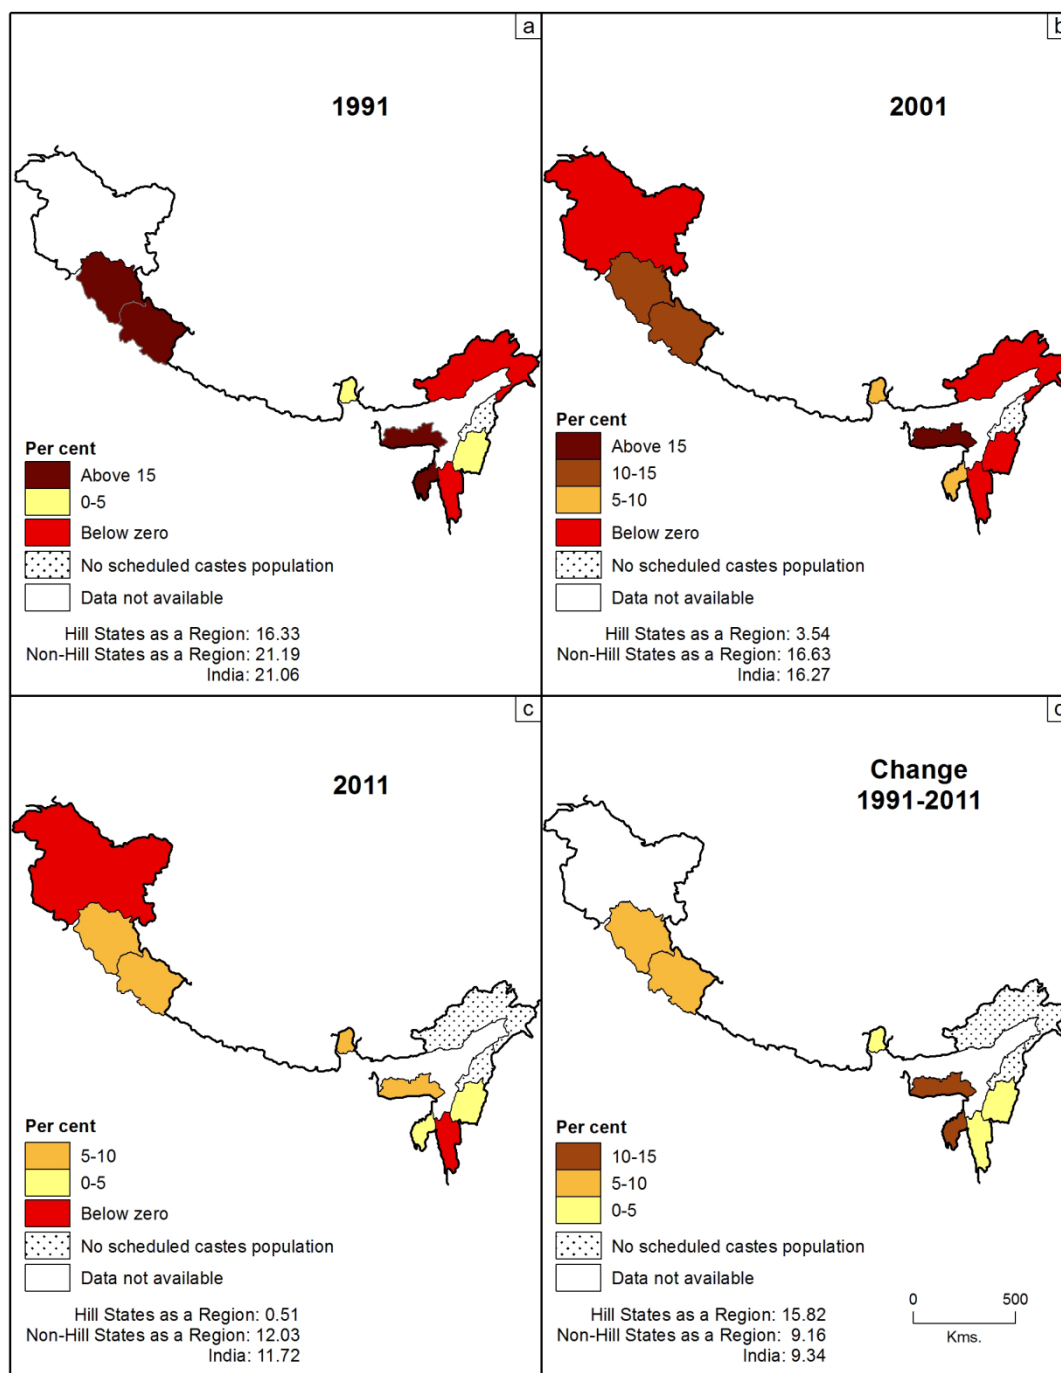 a
1991
Per cent
Above 15
0-5
Below zero
No scheduled castes population
Data not available
Hill States as a Region: 16.33
Non-Hill States as a Region: 21.19
India: 21.06
b
2001
Per cent
Above 15
10-15
5-10
Below zero
No scheduled castes population
Data not available
Hill States as a Region: 3.54
Non-Hill States as a Region: 16.63
India: 16.27
c
2011
Per cent
5-10
0-5
Below zero
No scheduled castes population
Data not available
Hill States as a Region: 0.51
Non-Hill States as a Region: 12.03
India: 11.72
d
Change
1991-2011
Per cent
10-15
5-10
0-5
No scheduled castes population
Data not available
Hill States as a Region: 15.82
Non-Hill States as a Region: 9.16
India: 9.34
0 500
Kms.